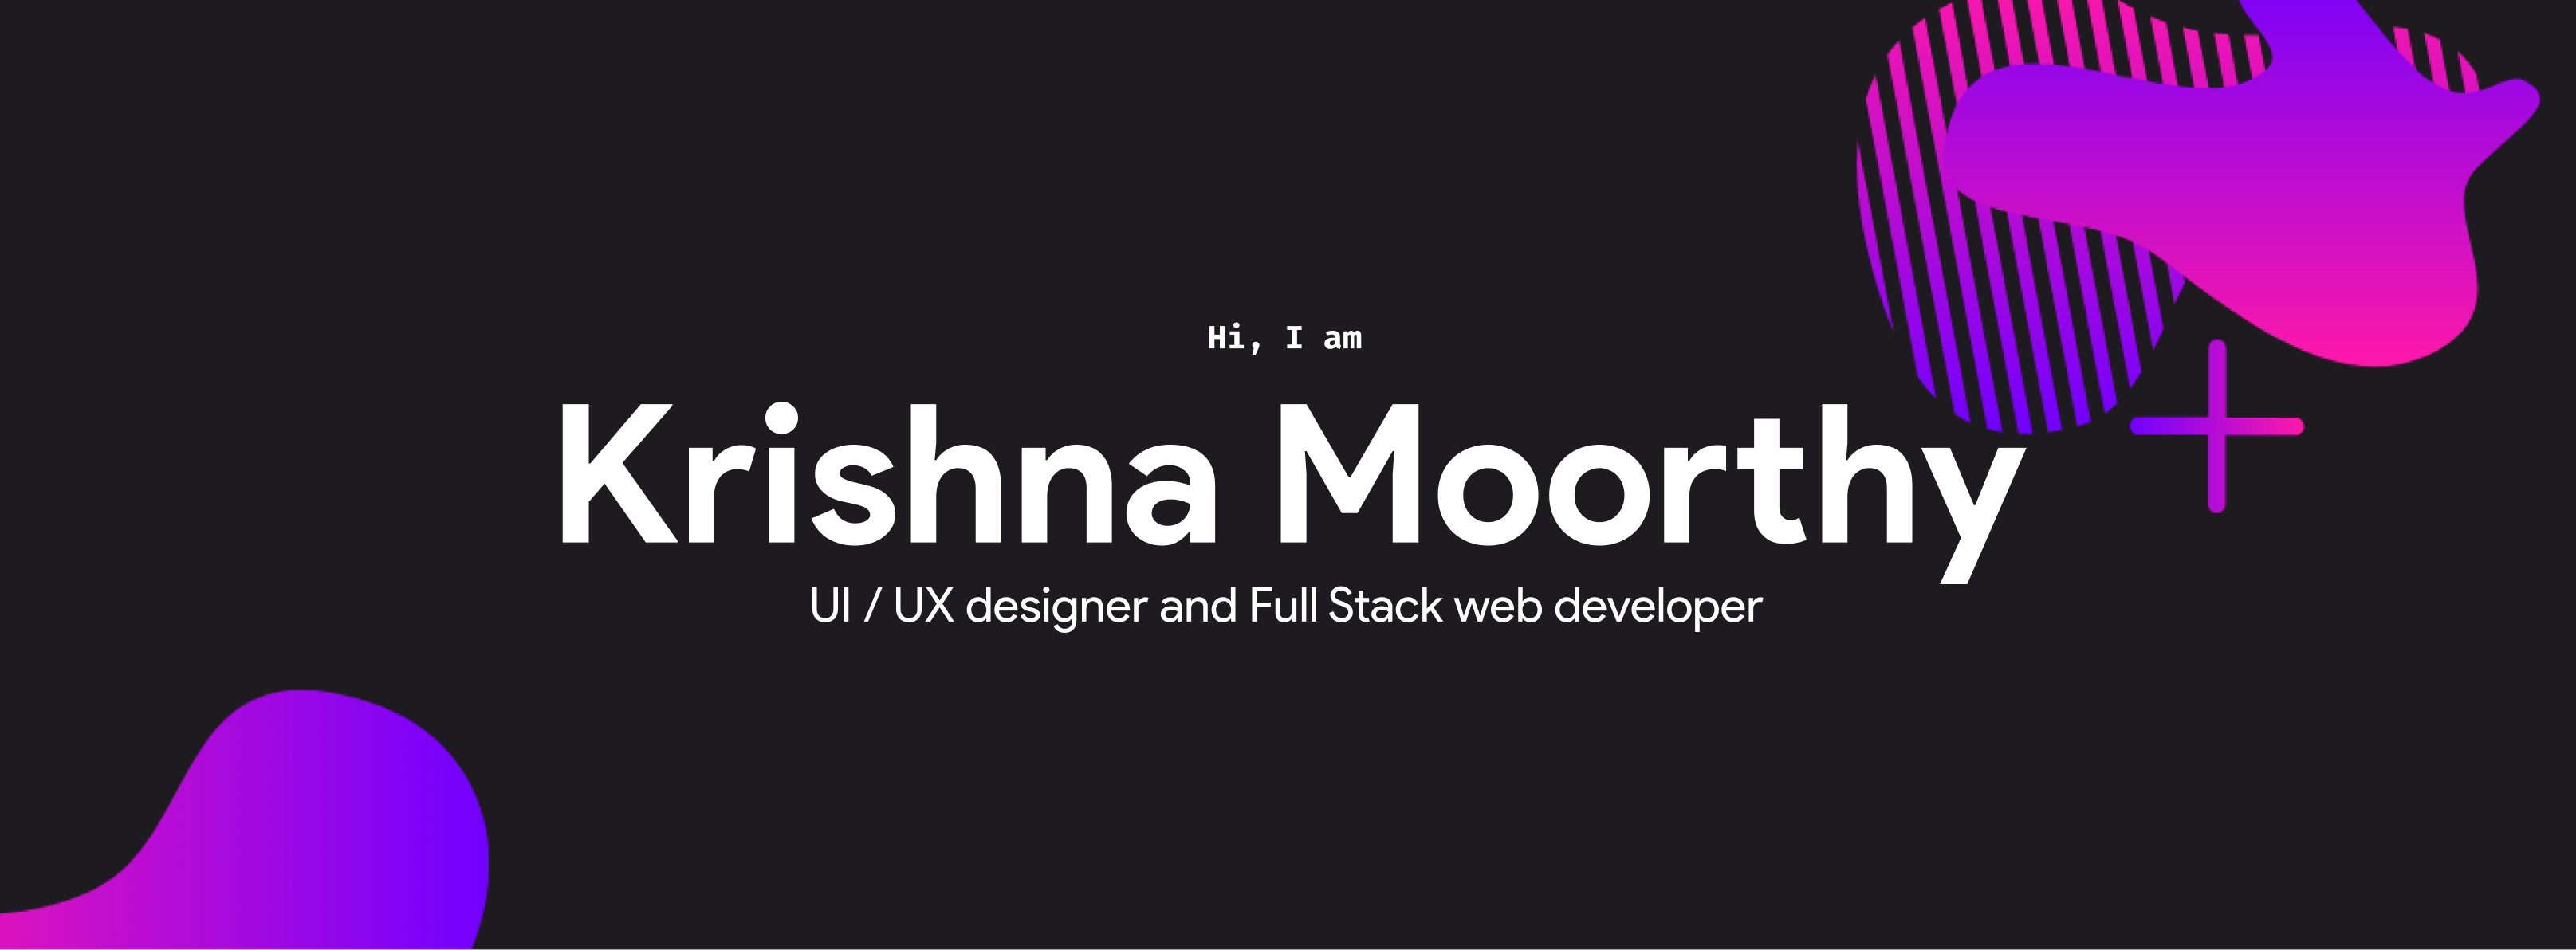 Hi, I am
Krishna Moorthy
UI / UX designer and Full Stack web developer